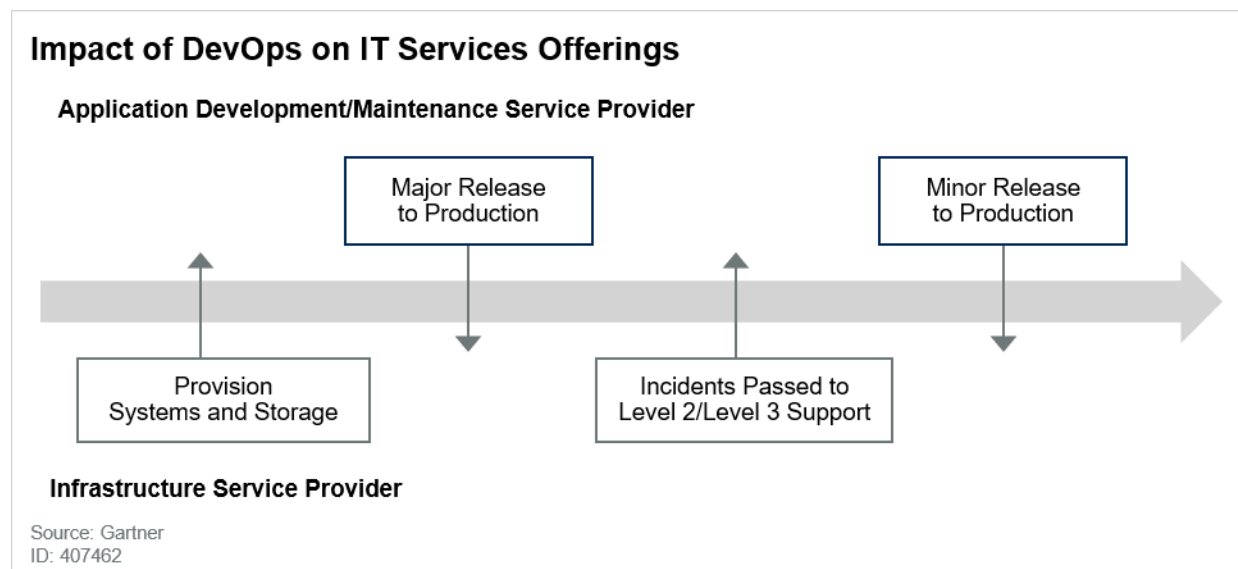 Impact of DevOps on IT Services Offerings
Application Development/Maintenance Service Provider
Major Release
to Production
Minor Release
to Production
Provision
Systems and Storage
Incidents Passed to
Level 2/Level 3 Support
Infrastructure Service Provider
Source: Gartner
ID: 407462